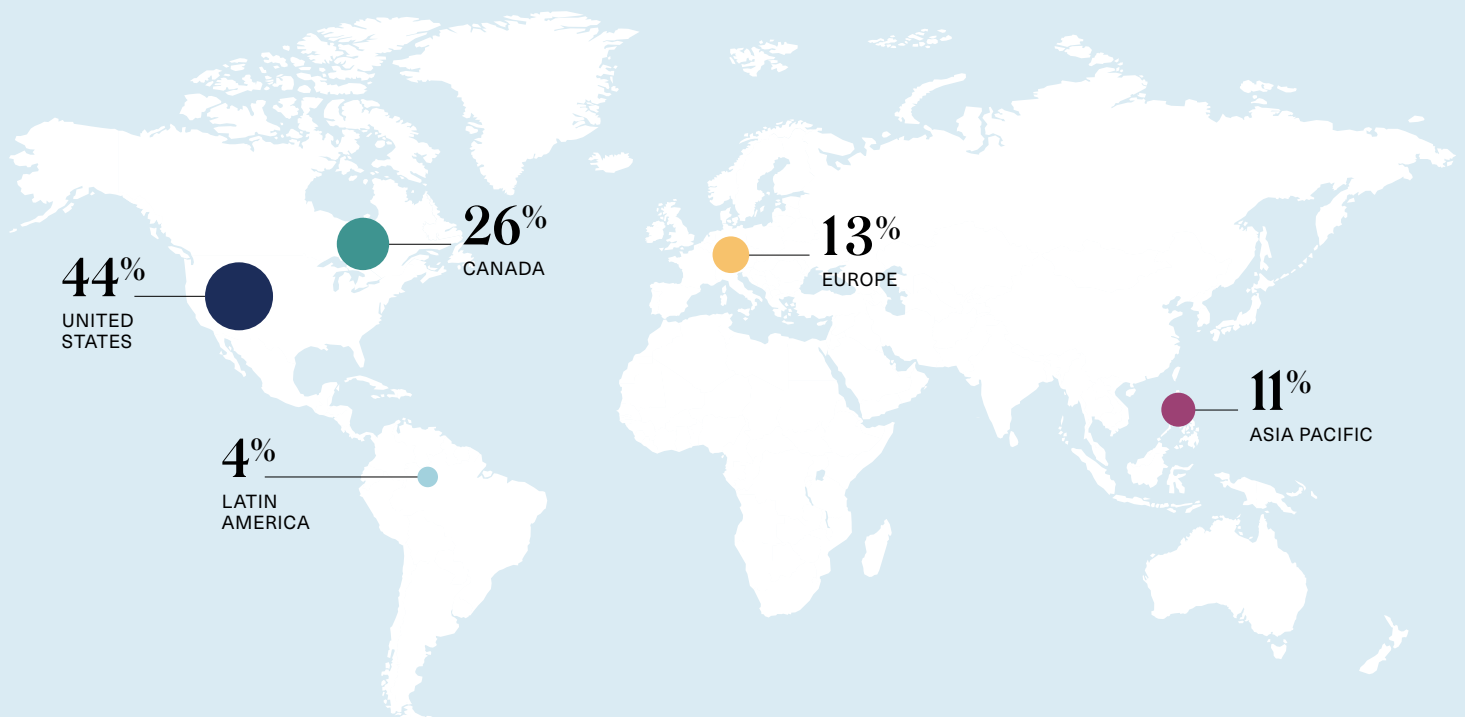 44%
UNITED
STATES
26%
CANADA
13%
EUROPE
11%
ASIA PACIFIC
4%
LATIN
AMERICA